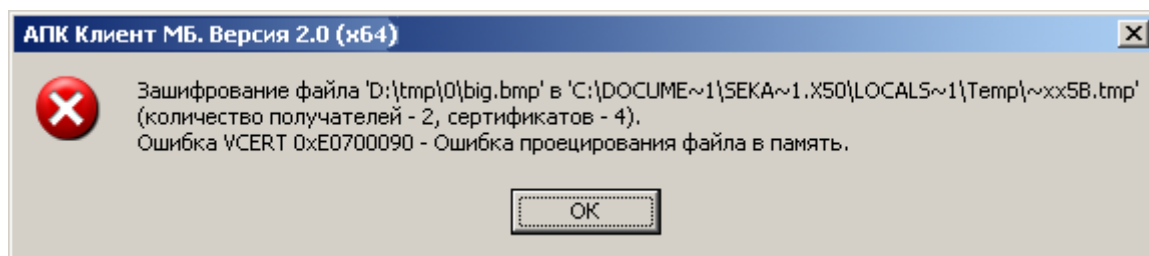 АПК Клиент МБ. Версия 2.0 (x64)
Зашифрование файла 'D:\tmp\0\big.bmp' в 'C:\DOCUME~1\SEKA~1.X50\LOCALS~1\Temp\~xx5B.tmp'
(количество получателей - 2, сертификатов - 4).
Ошибка VCERT 0xE0700090 - Ошибка проецирования файла в память.
ОК